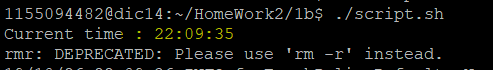 1155094482@dic14:~/HomeWork2/1b$ ./script.sh
Current time : 22:09:35
rmr: DEPRECATED: Please use 'rm -r' instead.